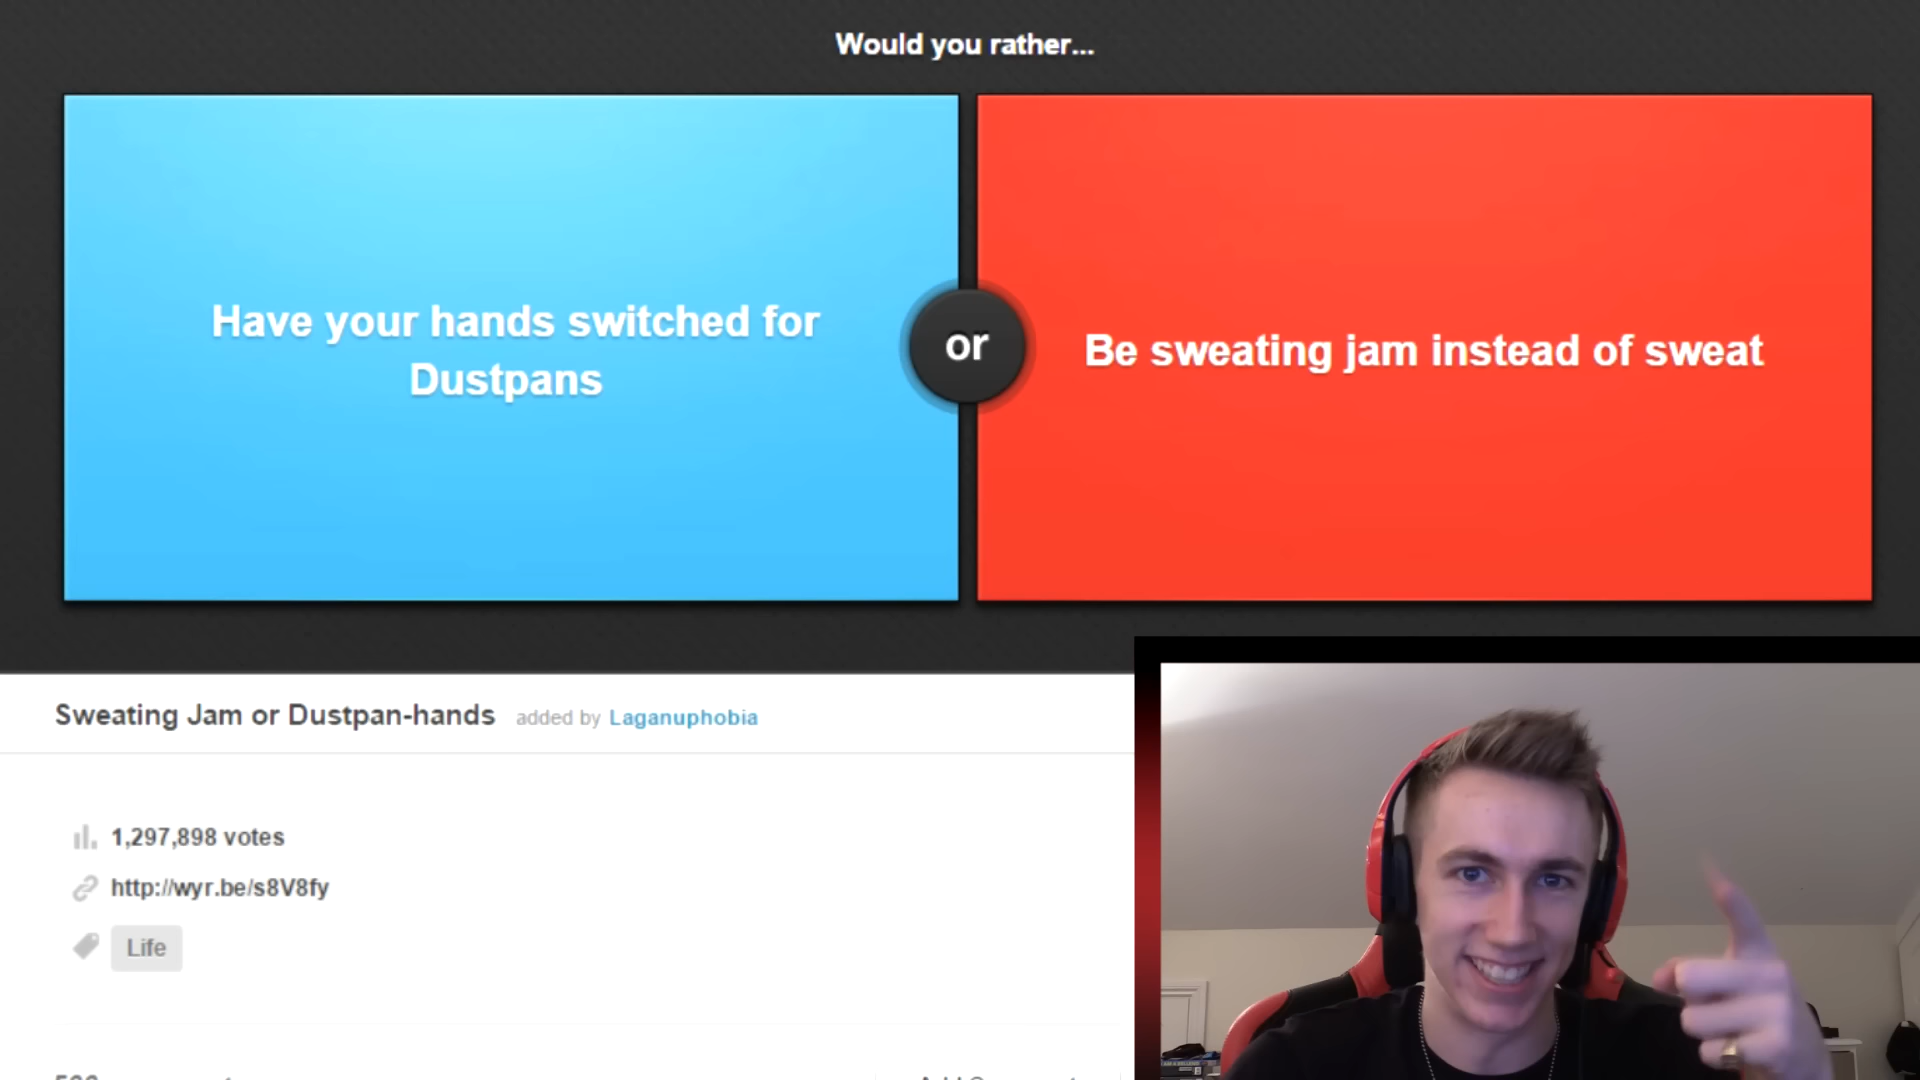 Would you rather...
Have your hands switched for
Dustpans
or
Be sweating jam instead of sweat
Sweating Jam or Dustpan-hands added by Laganuphobia
1,297,898 votes
http://wyr.be/s8V8fy
Life